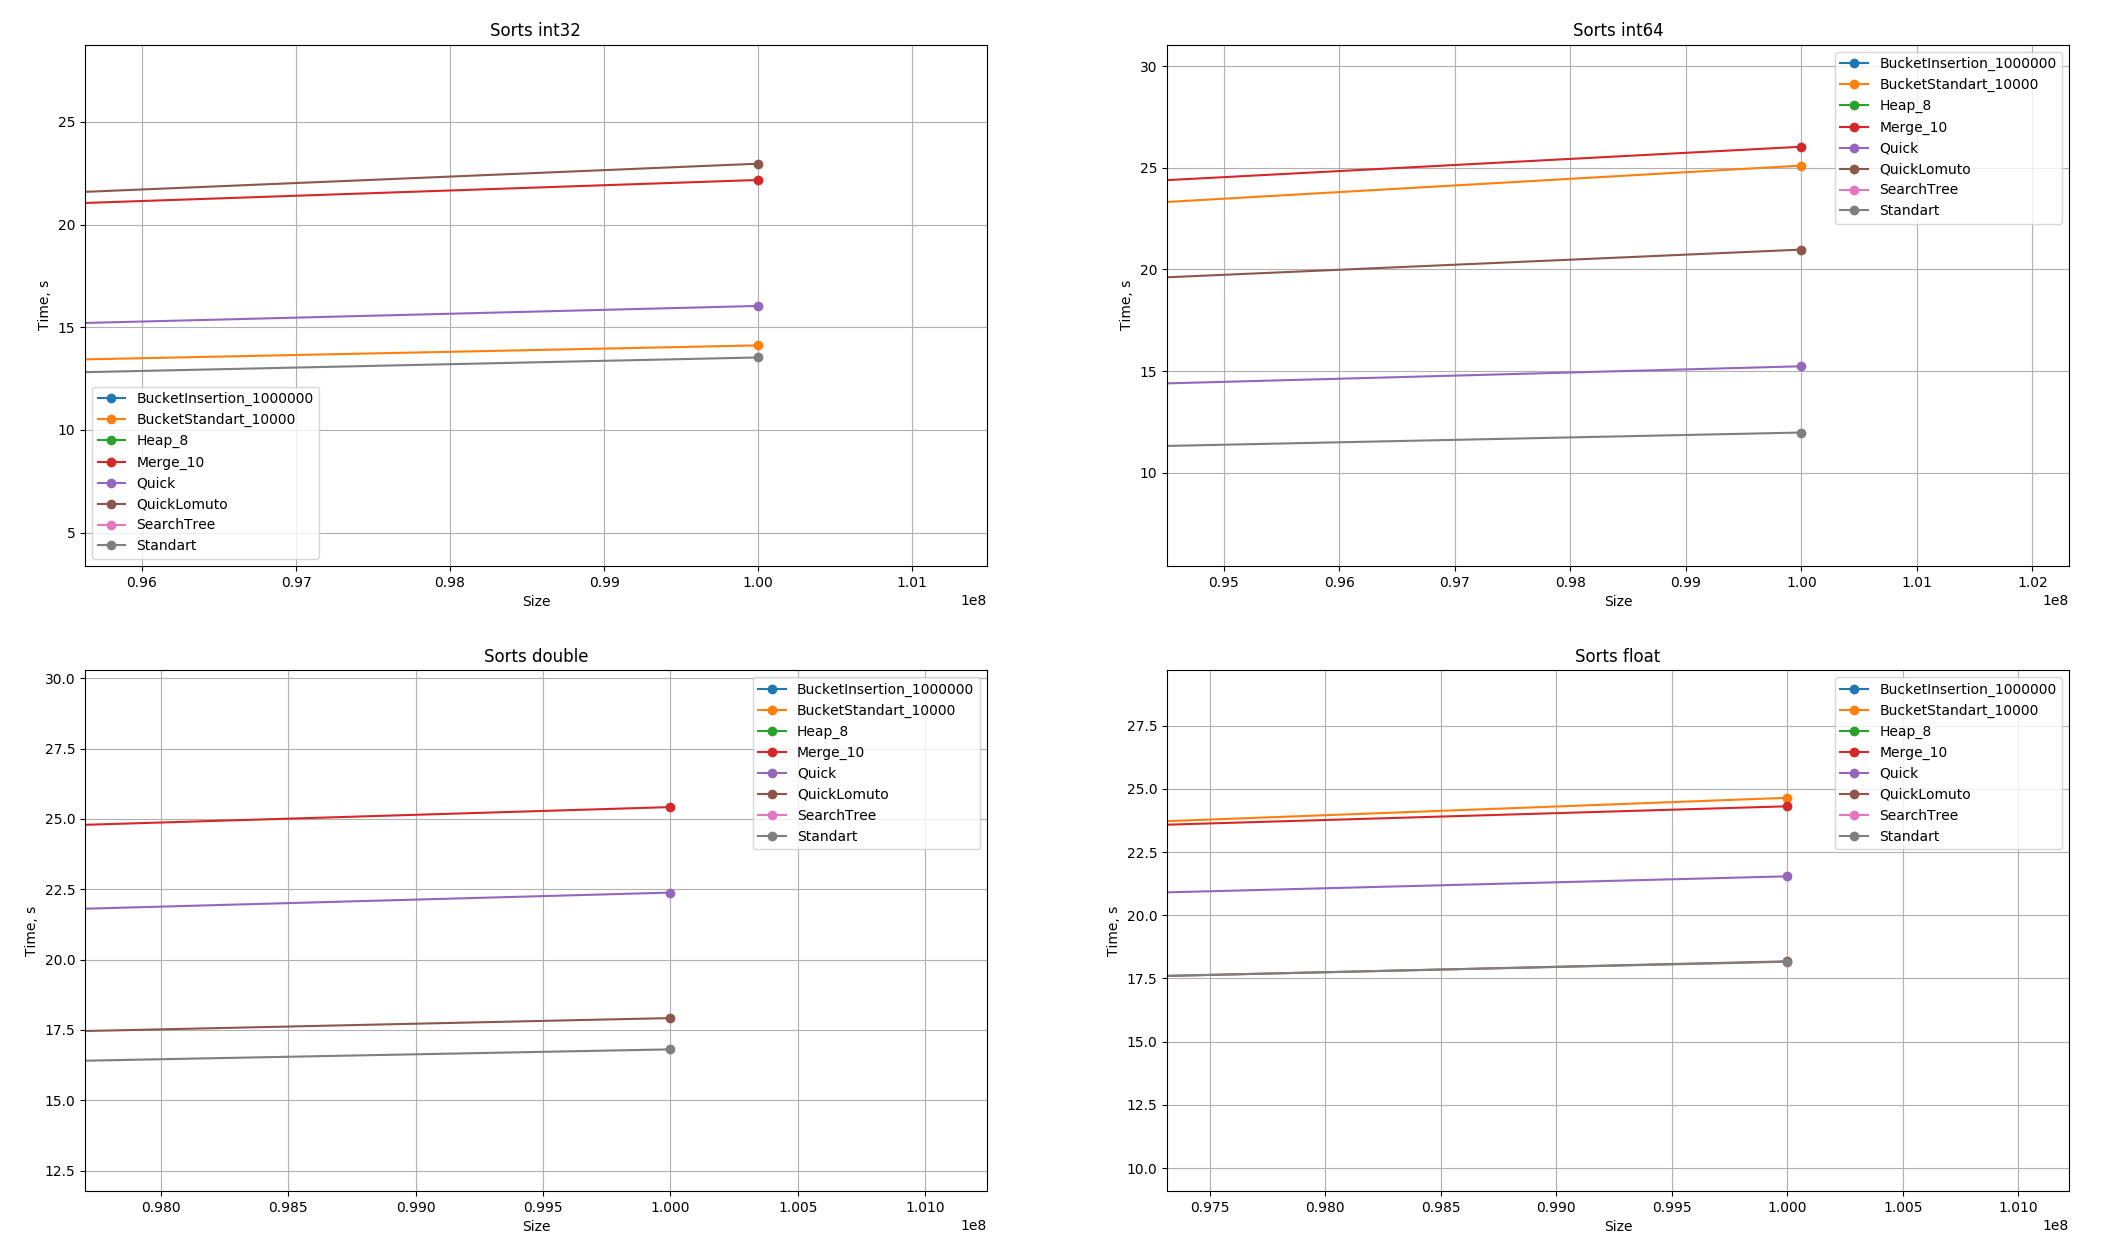 Sorts int32
Time, s
25
20
15
10
5
BucketInsertion_1000000
BucketStandart_10000
Heap_8
Merge_10
Quick
QuickLomuto
SearchTree
Standart
0.96 0.97 0.98 0.99 1.00 1.01
Size
1e8
Sorts int64
Time, s
30
25
20
15
10
BucketInsertion_1000000
BucketStandart_10000
Heap_8
Merge_10
Quick
QuickLomuto
SearchTree
Standart
0.95 0.96 0.97 0.98 0.99 1.00 1.01 1.02
Size
1e8
Sorts double
Time, s
30.0
27.5
25.0
22.5
20.0
17.5
15.0
12.5
BucketInsertion_1000000
BucketStandart_10000
Heap_8
Merge_10
Quick
QuickLomuto
SearchTree
Standart
0.980 0.985 0.990 0.995 1.000 1.005 1.010
Size
1e8
Sorts float
Time, s
27.5
25.0
22.5
20.0
17.5
15.0
12.5
10.0
BucketInsertion_1000000
BucketStandart_10000
Heap_8
Merge_10
Quick
QuickLomuto
SearchTree
Standart
0.975 0.980 0.985 0.990 0.995 1.000 1.005 1.010
Size
1e8